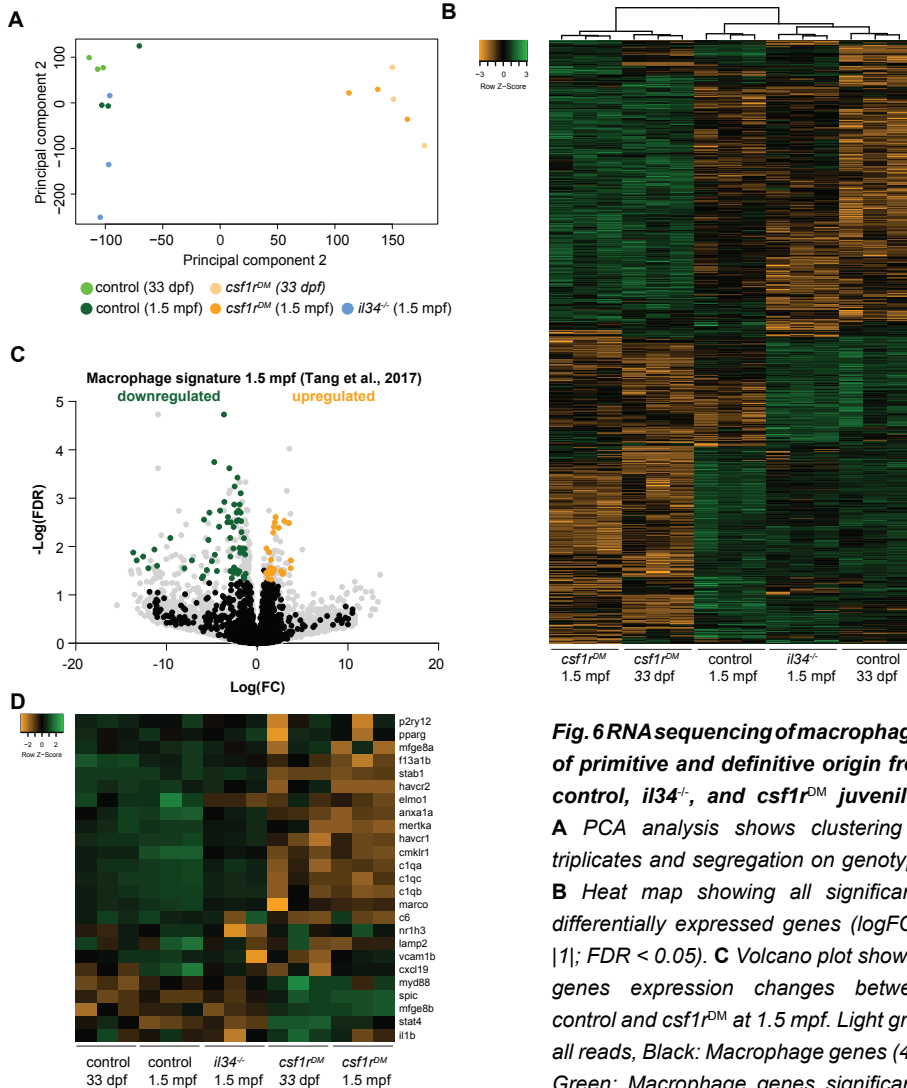 A
100
0
−100
−200
Principal component 2
−100
−50
0
50
100
150
Principal component 2
control (33 dpf)
csf1rDM (33 dpf)
control (1.5 mpf)
csf1rDM (1.5 mpf)
il34-/- (1.5 mpf)
B
−3
0
3
Row Z−Score
csf1rDM
1.5 mpf
csf1rDM
33 dpf
control
1.5 mpf
il34-/-
1.5 mpf
control
33 dpf
C
Macrophage signature 1.5 mpf (Tang et al., 2017)
downregulated
upregulated
5
4
3
2
1
0
-Log(FDR)
-20
-10
0
10
20
Log(FC)
D
−2
0
2
Row Z−Score
p2ry12
pparg
mfge8a
f13a1b
stab1
havcr2
elmo1
anxa1a
mertka
havcr1
cmklr1
c1qa
c1qc
c1qb
marco
c6
nr1h3
lamp2
vcam1b
cxcl19
myd88
spic
mfge8b
stat4
il1b
control
33 dpf
control
1.5 mpf
il34-/-
1.5 mpf
csf1rDM
33 dpf
csf1rDM
1.5 mpf
Fig. 6 RNA sequencing of macrophag
of primitive and definitive origin fro
control, il34-/-, and csf1rDM juvenil
A PCA analysis shows clustering
triplicates and segregation on genotyp
B Heat map showing all significan
differentially expressed genes (logFC
|1|; FDR < 0.05). C Volcano plot show
genes expression changes betwe
control and csf1rDM at 1.5 mpf. Light gr
all reads, Black: Macrophage genes (4
Green: Macrophage genes significan